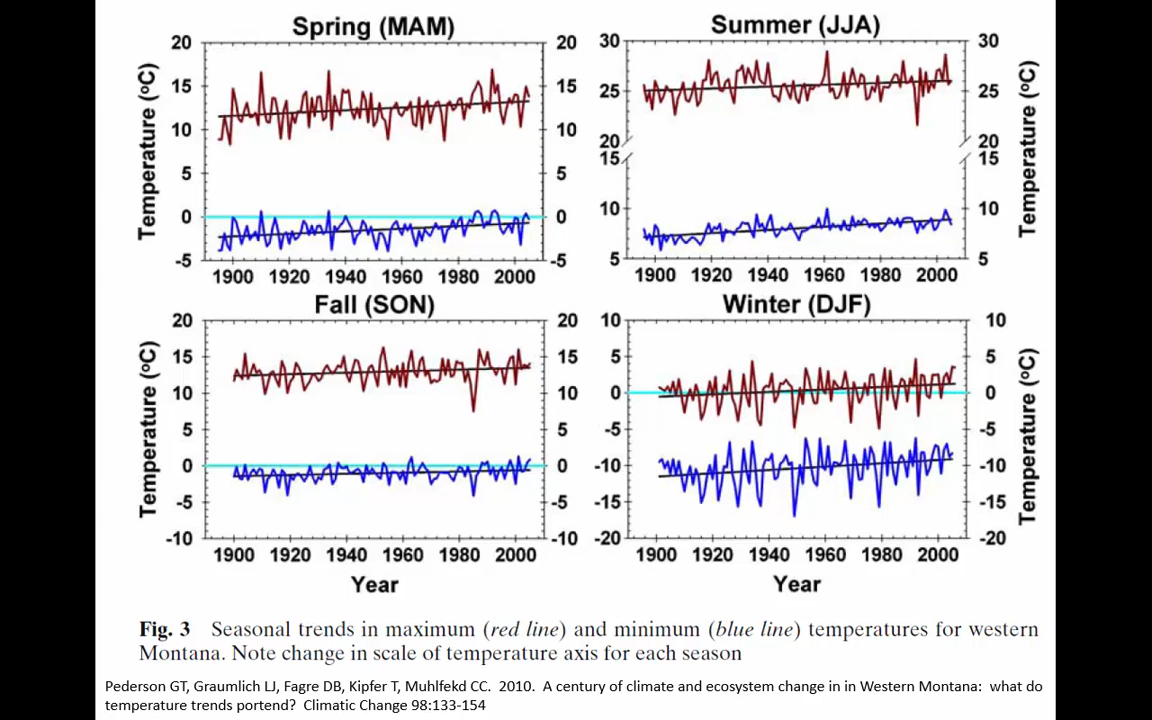 Spring (MAM)
Summer (JJA)
20
15
10
5
0
-5
20
15
10
5
0
-5
Temperature (oC)
1900 1920 1940 1960 1980 2000
30
25
20
15
10
5
30
25
20
15
10
5
Temperature (oC)
1900 1920 1940 1960 1980 2000
Fall (SON)
Winter (DJF)
20
15
10
5
0
-5
-10
20
15
10
5
0
-5
-10
Temperature (oC)
1900 1920 1940 1960 1980 2000
Year
10
5
0
-5
-10
-15
-20
10
5
0
-5
-10
-15
-20
Temperature (oC)
1900 1920 1940 1960 1980 2000
Year
Fig. 3 Seasonal trends in maximum (red line) and minimum (blue line) temperatures for western
Montana. Note change in scale of temperature axis for each season
Pederson GT, Graumlich LJ, Fagre DB, Kipfer T, Muhlfekd CC. 2010. A century of climate and ecosystem change in in Western Montana: what do
temperature trends portend? Climatic Change 98:133-154